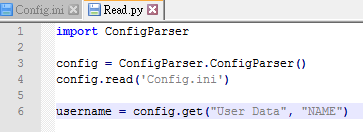 Config.ini Read.py
1 import ConfigParser
2
3 config = ConfigParser.ConfigParser()
4 config.read('Config.ini')
5
6 username = config.get("User Data", "NAME")